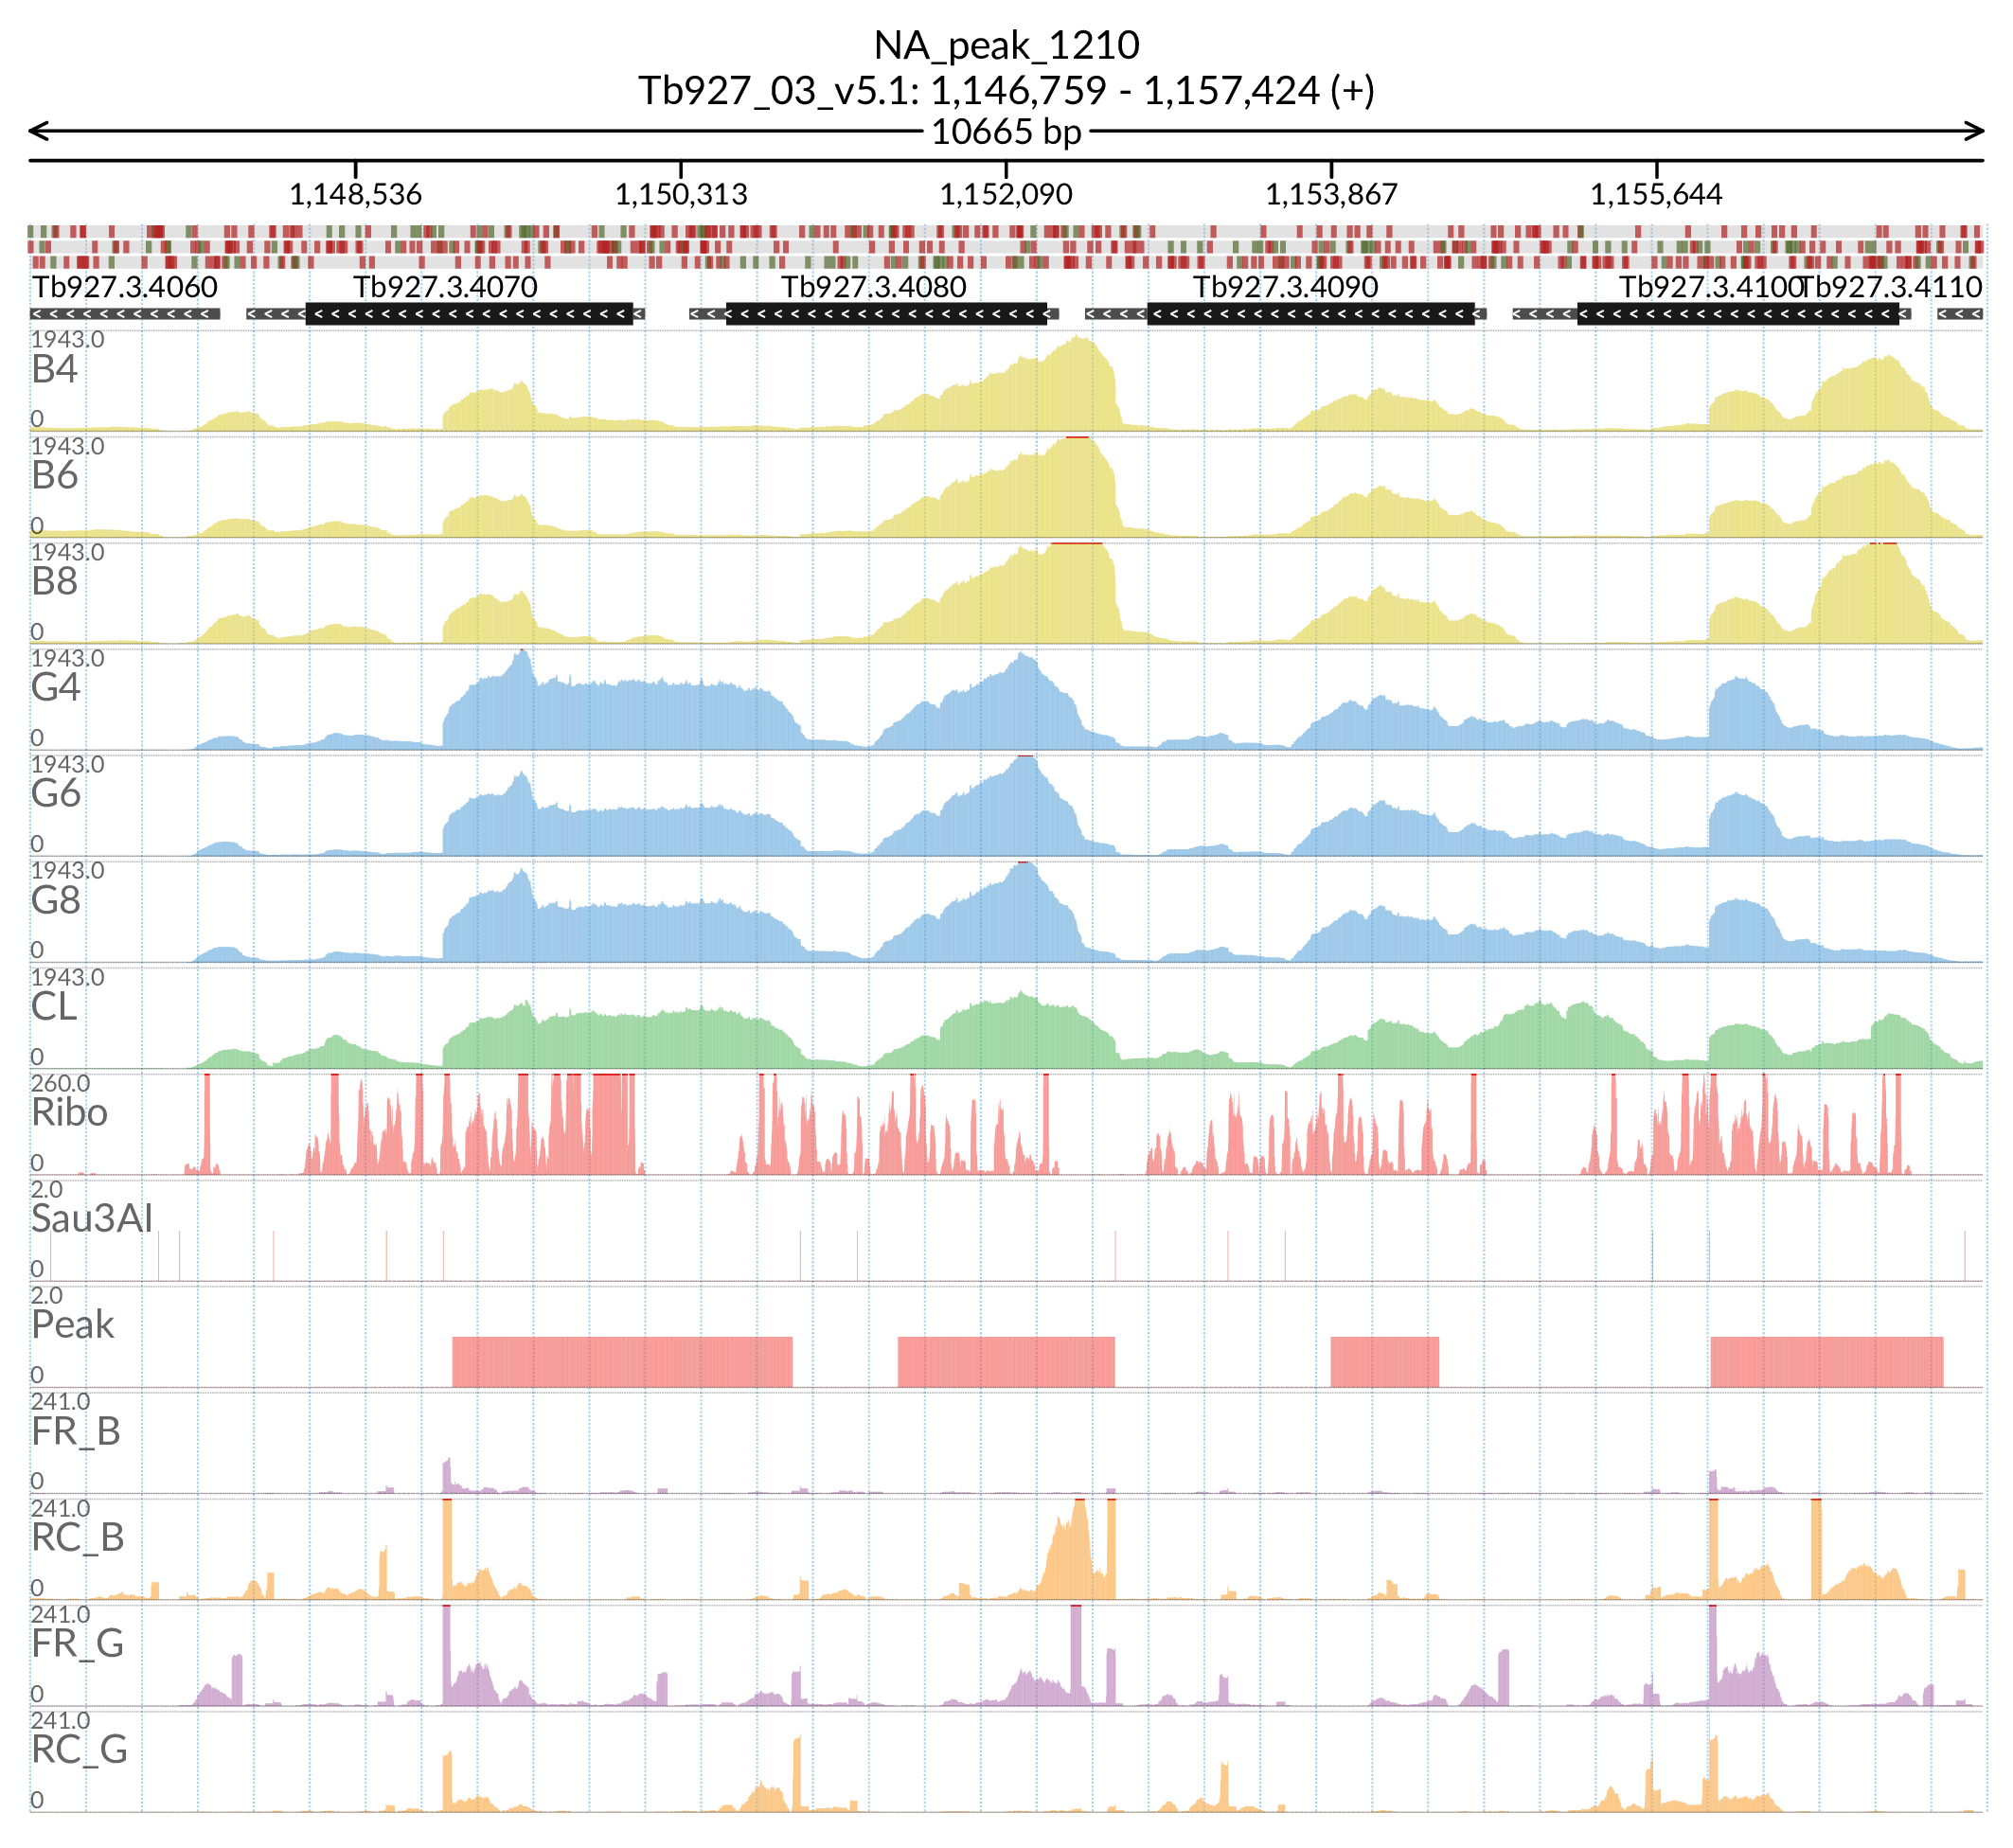 NA_peak_1210
Tb927_03_v5.1: 1,146,759 - 1,157,424 (+)
10665 bp
1,148,536 1,150,313 1,152,090 1,153,867 1,155,644
Tb927.3.4060 Tb927.3.4070 Tb927.3.4080 Tb927.3.4090 Tb927.3.4100 Tb927.3.4110
1943.0
B4
0
1943.0
B6
0
1943.0
B8
0
1943.0
G4
0
1943.0
G6
0
1943.0
G8
0
1943.0
CL
0
260.0
Ribo
0
2.0
Sau3AI
0
2.0
Peak
0
241.0
FR_B
0
241.0
RC_B
0
241.0
FR_G
0
241.0
RC_G
0